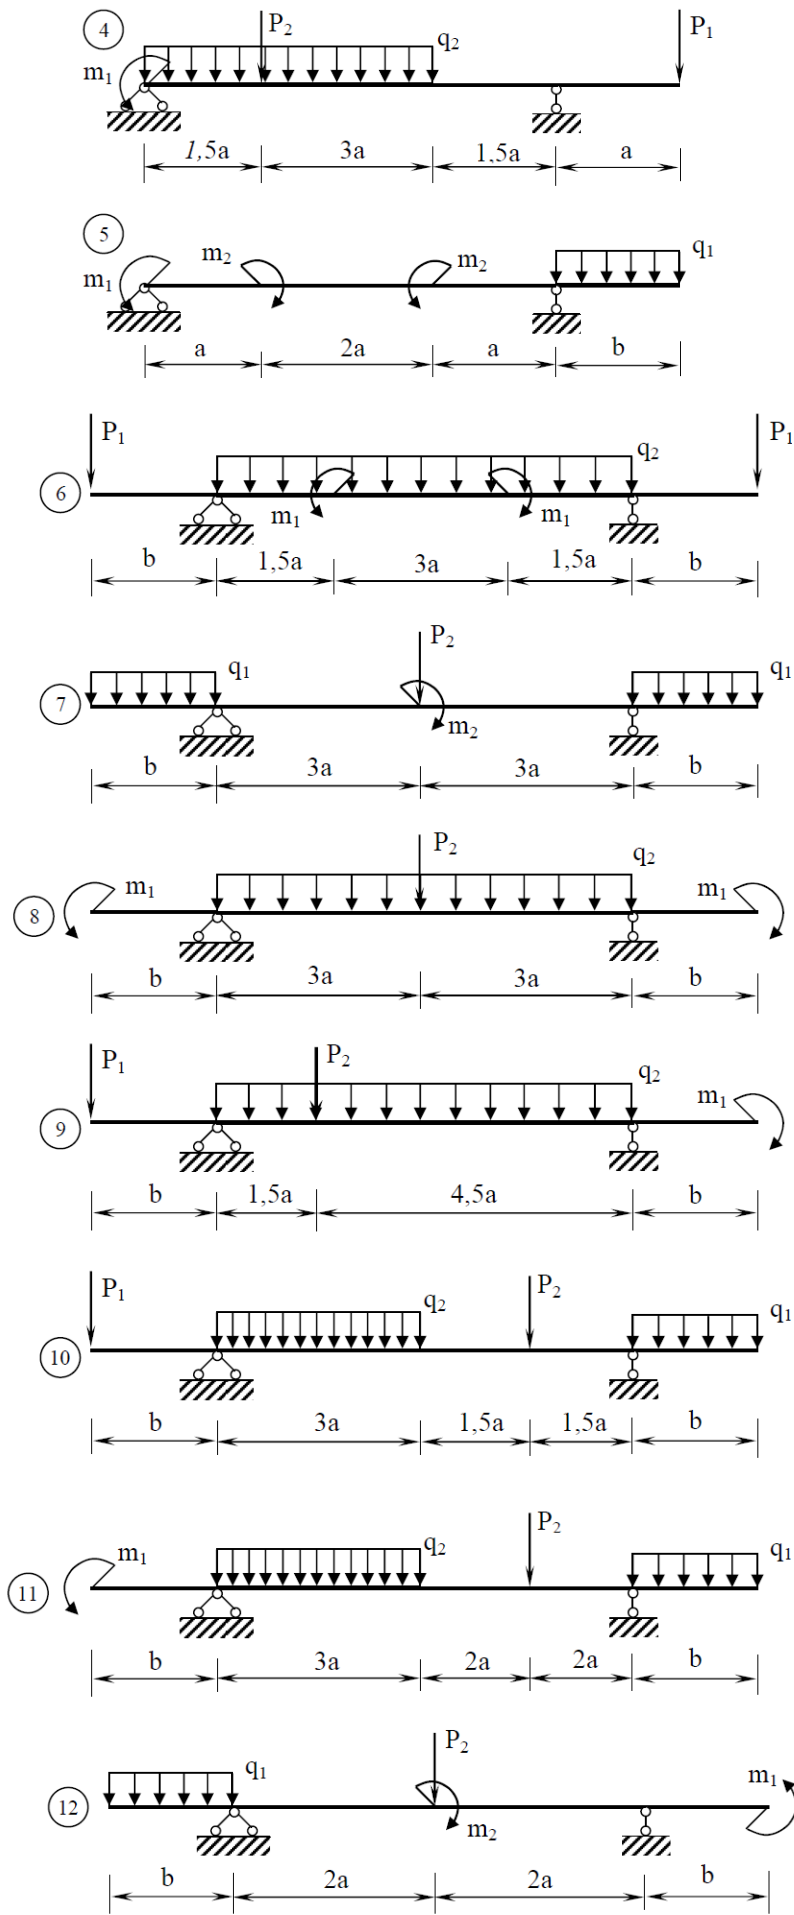 4 P₂ q₂ P₁
m₁
1,5a 3a 1,5a a
5 m₂ m₂ q₁
m₁
a 2a a b
P₁ q₂ P₁
6 m₁ m₁
b 1,5a 3a 1,5a b
q₁ P₂ q₁
7 m₂
b 3a 3a b
m₁ P₂ q₂ m₁
8
b 3a 3a b
P₁ P₂ q₂ m₁
9
b 1,5a 4,5a b
P₁ q₂ P₂ q₁
10
b 3a 1,5a 1,5a b
m₁ q₂ P₂ q₁
11
b 3a 2a 2a b
q₁ P₂ m₁
12 m₂
b 2a 2a b